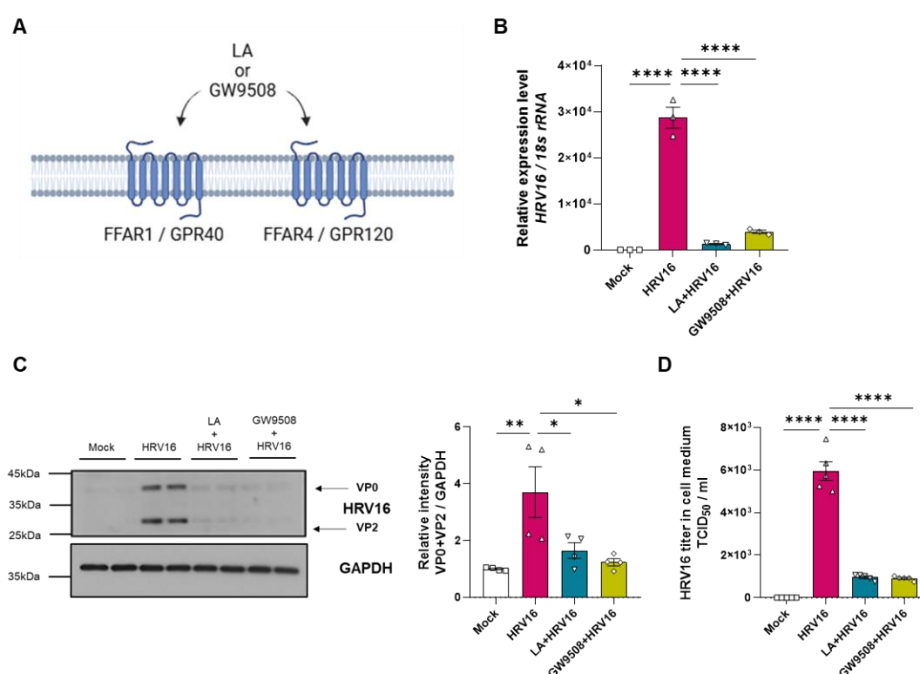 A
LA
or
GW9508
FFAR1 / GPR40
FFAR4 / GPR120
B
Relative expression level
HRV16 / 18s rRNA
4×10⁴
3×10⁴
2×10⁴
1×10⁴
0
****
**** ****
Mock
HRV16
LA+HRV16
GW9508+HRV16
C
Mock
HRV16
LA
+
HRV16
GW9508
+
HRV16
45kDa
35kDa
25kDa
35kDa
VP0
HRV16
VP2
GAPDH
Relative intensity
VP0+VP2 / GAPDH
6
4
2
0
*
** *
Mock
HRV16
LA+HRV16
GW9508+HRV16
D
HRV16 titer in cell medium
TCID₅₀ / ml
8×10³
6×10³
4×10³
2×10³
0
****
**** ****
Mock
HRV16
LA+HRV16
GW9508+HRV16